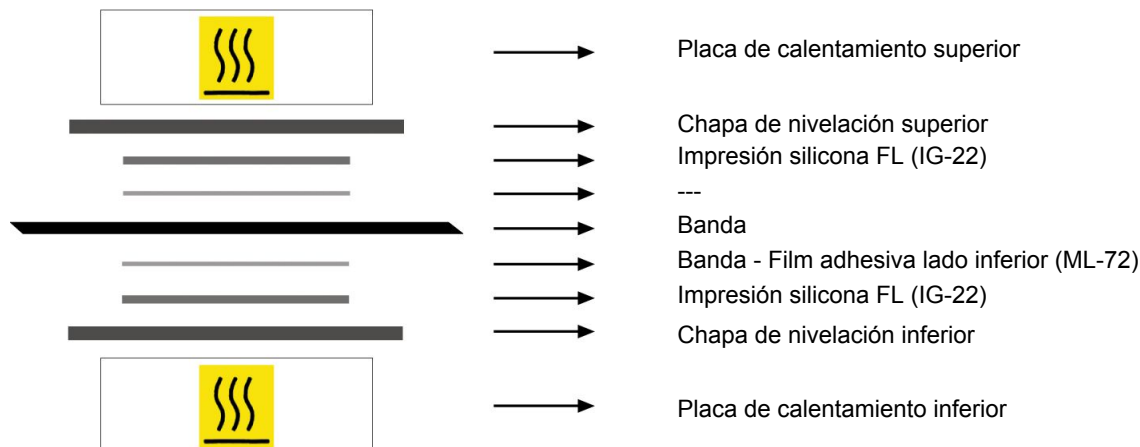 Placa de calentamiento superior
Chapa de nivelación superior
Impresión silicona FL (IG-22)
---
Banda
Banda - Film adhesiva lado inferior (ML-72)
Impresión silicona FL (IG-22)
Chapa de nivelación inferior
Placa de calentamiento inferior